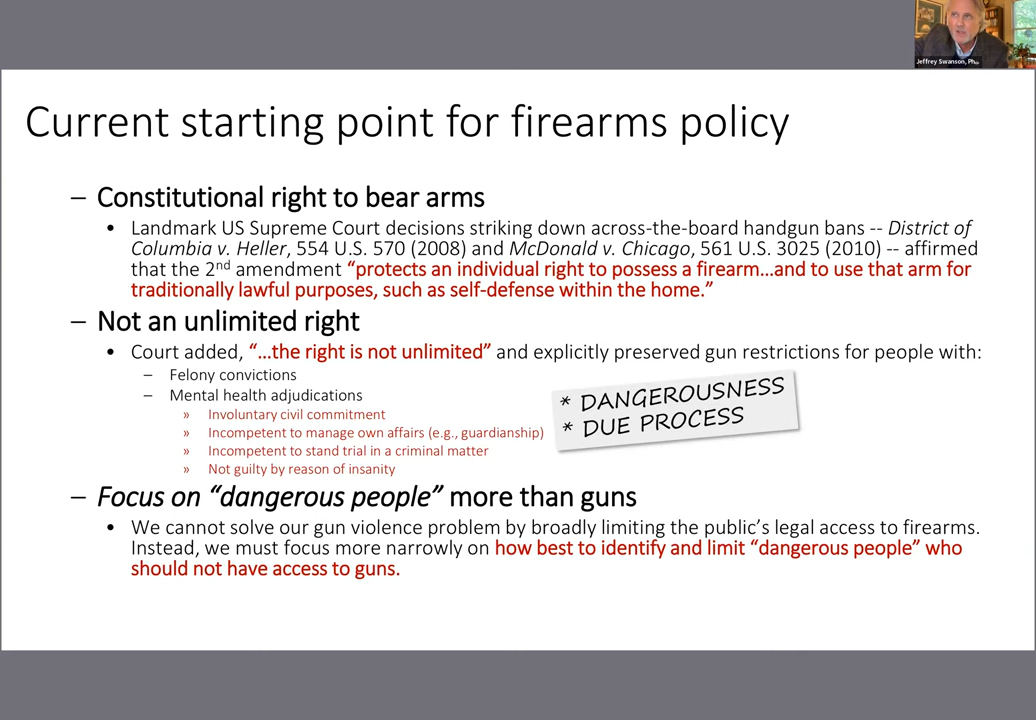 Jeffrey Swanson, Ph...
Current starting point for firearms policy
– Constitutional right to bear arms
• Landmark US Supreme Court decisions striking down across-the-board handgun bans -- District of
Columbia v. Heller, 554 U.S. 570 (2008) and McDonald v. Chicago, 561 U.S. 3025 (2010) -- affirmed
that the 2nd amendment “protects an individual right to possess a firearm...and to use that arm for
traditionally lawful purposes, such as self-defense within the home.”
– Not an unlimited right
• Court added, “...the right is not unlimited” and explicitly preserved gun restrictions for people with:
– Felony convictions
– Mental health adjudications
» Involuntary civil commitment
» Incompetent to manage own affairs (e.g., guardianship)
» Incompetent to stand trial in a criminal matter
» Not guilty by reason of insanity
* DANGEROUSNESS
* DUE PROCESS
– Focus on “dangerous people” more than guns
• We cannot solve our gun violence problem by broadly limiting the public’s legal access to firearms.
Instead, we must focus more narrowly on how best to identify and limit “dangerous people” who
should not have access to guns.